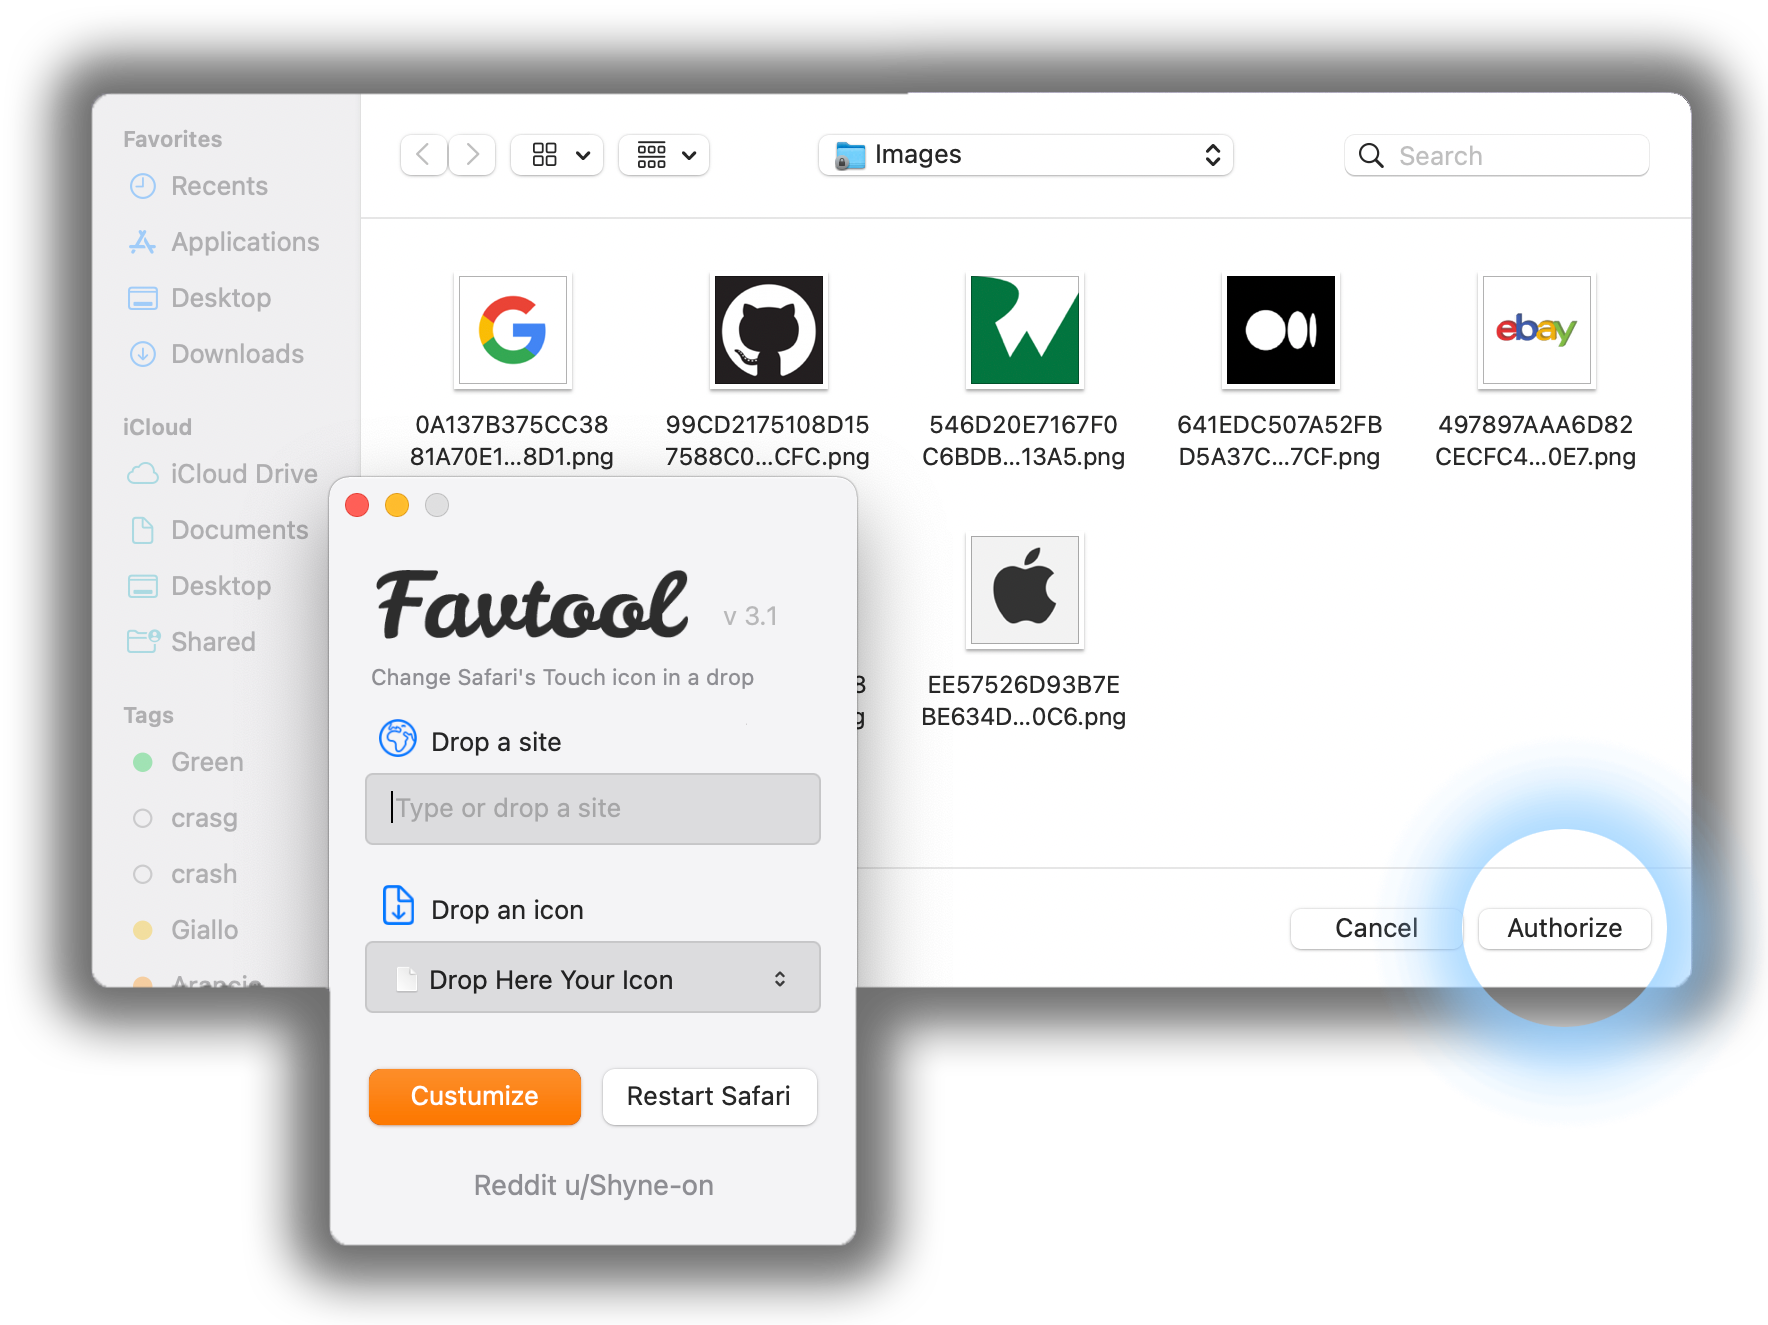 Favorites
Recents
Applications
Desktop
Downloads
iCloud
iCloud Drive
Documents
Desktop
Shared
Tags
Green
crasg
crash
Giallo
Arancio
Images
Search
ebay
0A137B375CC38
81A70E1...8D1.png
99CD2175108D15
7588C0...CFC.png
546D20E7167F0
C6BDB...13A5.png
641EDC507A52FB
D5A37C...7CF.png
497897AAA6D82
CECFC4...0E7.png
EE57526D93B7E
BE634D...0C6.png
Cancel
Authorize
Favtool
v 3.1
Change Safari's Touch icon in a drop
Drop a site
Type or drop a site
Drop an icon
Drop Here Your Icon
Custumize
Restart Safari
Reddit u/Shyne-on